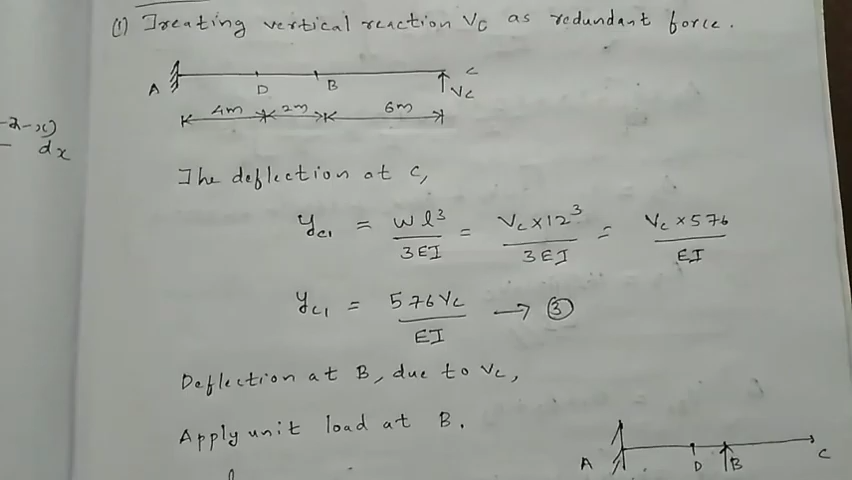 (1) Treating vertical reaction Vc as redundant force.
A D B C Vc
4m 2m 6m
dx
The deflection at C,
yc1 = Wl³/3EI = Vc×12³/3EI = Vc×576/EI
yc1 = 576Vc/EI → ③
Deflection at B, due to Vc,
Apply unit load at B.
A D B C